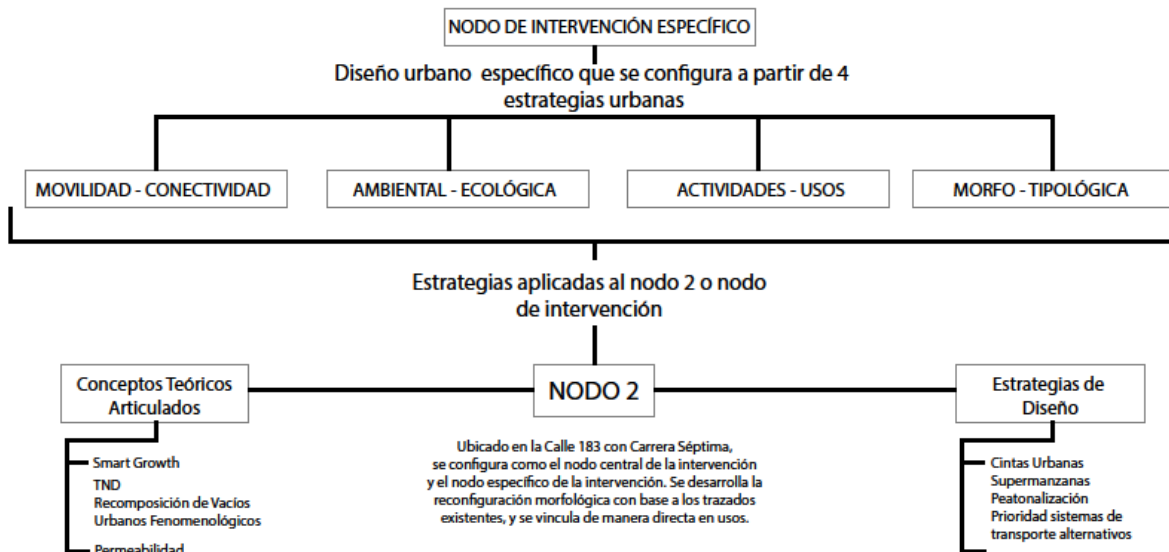 NODO DE INTERVENCIÓN ESPECÍFICO
Diseño urbano específico que se configura a partir de 4
estrategias urbanas
MOVILIDAD - CONECTIVIDAD
AMBIENTAL - ECOLÓGICA
ACTIVIDADES - USOS
MORFO - TIPOLÓGICA
Estrategias aplicadas al nodo 2 o nodo
de intervención
Conceptos Teóricos
Articulados
NODO 2
Estrategias de
Diseño
Ubicado en la Calle 183 con Carrera Séptima,
se configura como el nodo central de la intervención
y el nodo específico de la intervención. Se desarrolla la
reconfiguración morfológica con base a los trazados
existentes, y se vincula de manera directa en usos.
Smart Growth
TND
Recomposición de Vacíos
Urbanos Fenomenológicos
Permeabilidad
Cintas Urbanas
Supermanzanas
Peatonalización
Prioridad sistemas de
transporte alternativos